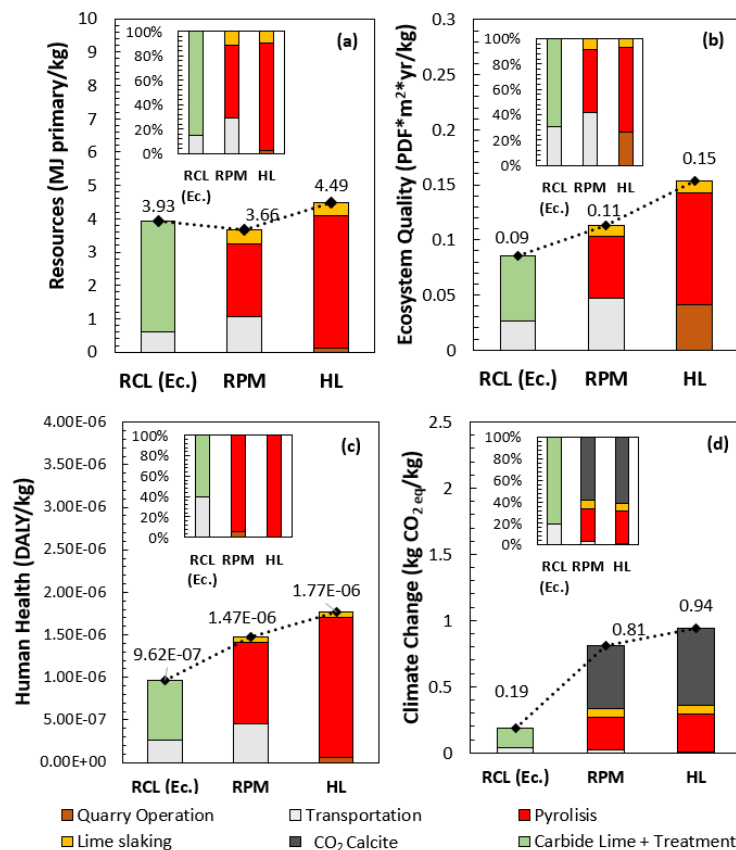 (a)
Resources (MJ primary/kg)
10
9
8
7
6
5
4
3
2
1
0
100%
80%
60%
40%
20%
0%
RCL RPM HL
(Ec.)
3.93
3.66
4.49
RCL (Ec.) RPM HL
(b)
Ecosystem Quality (PDF*m²*yr/kg)
0.3
0.25
0.2
0.15
0.1
0.05
0
100%
80%
60%
40%
20%
0%
RCL RPM HL
(Ec.)
0.09
0.11
0.15
RCL (Ec.) RPM HL
(c)
Human Health (DALY/kg)
4.00E-06
3.50E-06
3.00E-06
2.50E-06
2.00E-06
1.50E-06
1.00E-06
5.00E-07
0.00E+00
100%
80%
60%
40%
20%
0%
RCL RPM HL
(Ec.)
9.62E-07
1.47E-06
1.77E-06
RCL (Ec.) RPM HL
(d)
Climate Change (kg CO₂ eq/kg)
2.5
2
1.5
1
0.5
0
100%
80%
60%
40%
20%
0%
RCL RPM HL
(Ec.)
0.19
0.81
0.94
RCL (Ec.) RPM HL
Quarry Operation Transportation Pyrolisis
Lime slaking CO₂ Calcite Carbide Lime + Treatment